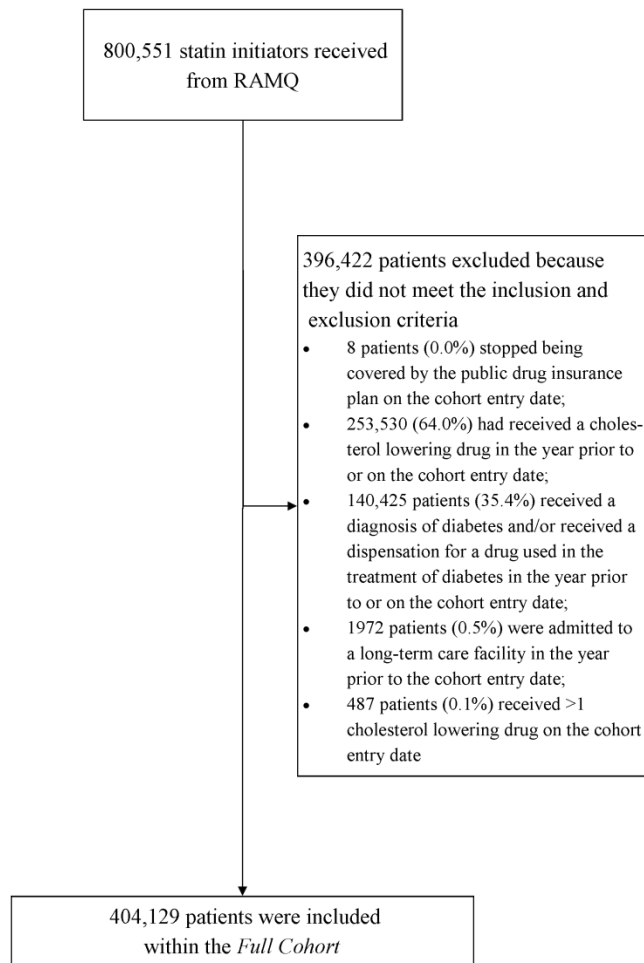 800,551 statin initiators received
from RAMQ
396,422 patients excluded because
they did not meet the inclusion and
exclusion criteria
• 8 patients (0.0%) stopped being
covered by the public drug insurance
plan on the cohort entry date;
• 253,530 (64.0%) had received a choles-
terol lowering drug in the year prior to
or on the cohort entry date;
• 140,425 patients (35.4%) received a
diagnosis of diabetes and/or received a
dispensation for a drug used in the
treatment of diabetes in the year prior
to or on the cohort entry date;
• 1972 patients (0.5%) were admitted to
a long-term care facility in the year
prior to the cohort entry date;
• 487 patients (0.1%) received >1
cholesterol lowering drug on the cohort
entry date
404,129 patients were included
within the Full Cohort